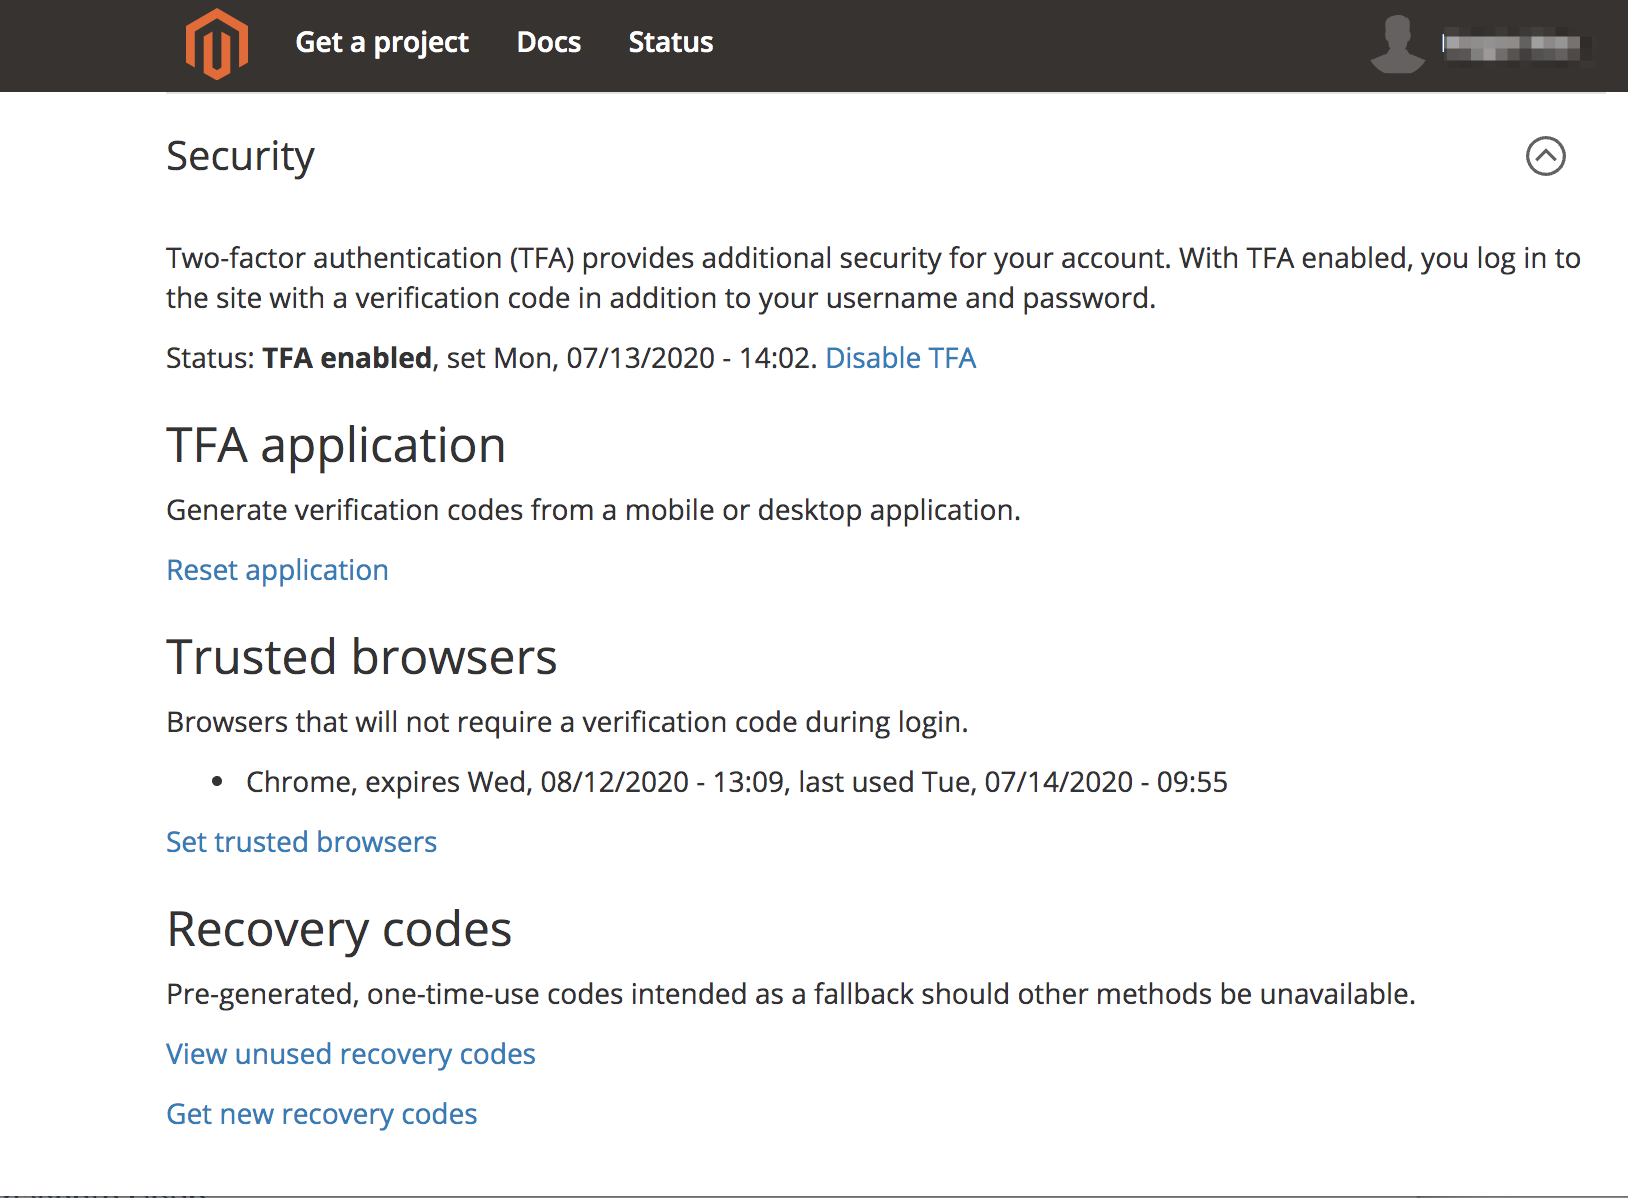 Get a project Docs Status
Security
Two-factor authentication (TFA) provides additional security for your account. With TFA enabled, you log in to
the site with a verification code in addition to your username and password.
Status: TFA enabled, set Mon, 07/13/2020 - 14:02. Disable TFA
TFA application
Generate verification codes from a mobile or desktop application.
Reset application
Trusted browsers
Browsers that will not require a verification code during login.
• Chrome, expires Wed, 08/12/2020 - 13:09, last used Tue, 07/14/2020 - 09:55
Set trusted browsers
Recovery codes
Pre-generated, one-time-use codes intended as a fallback should other methods be unavailable.
View unused recovery codes
Get new recovery codes